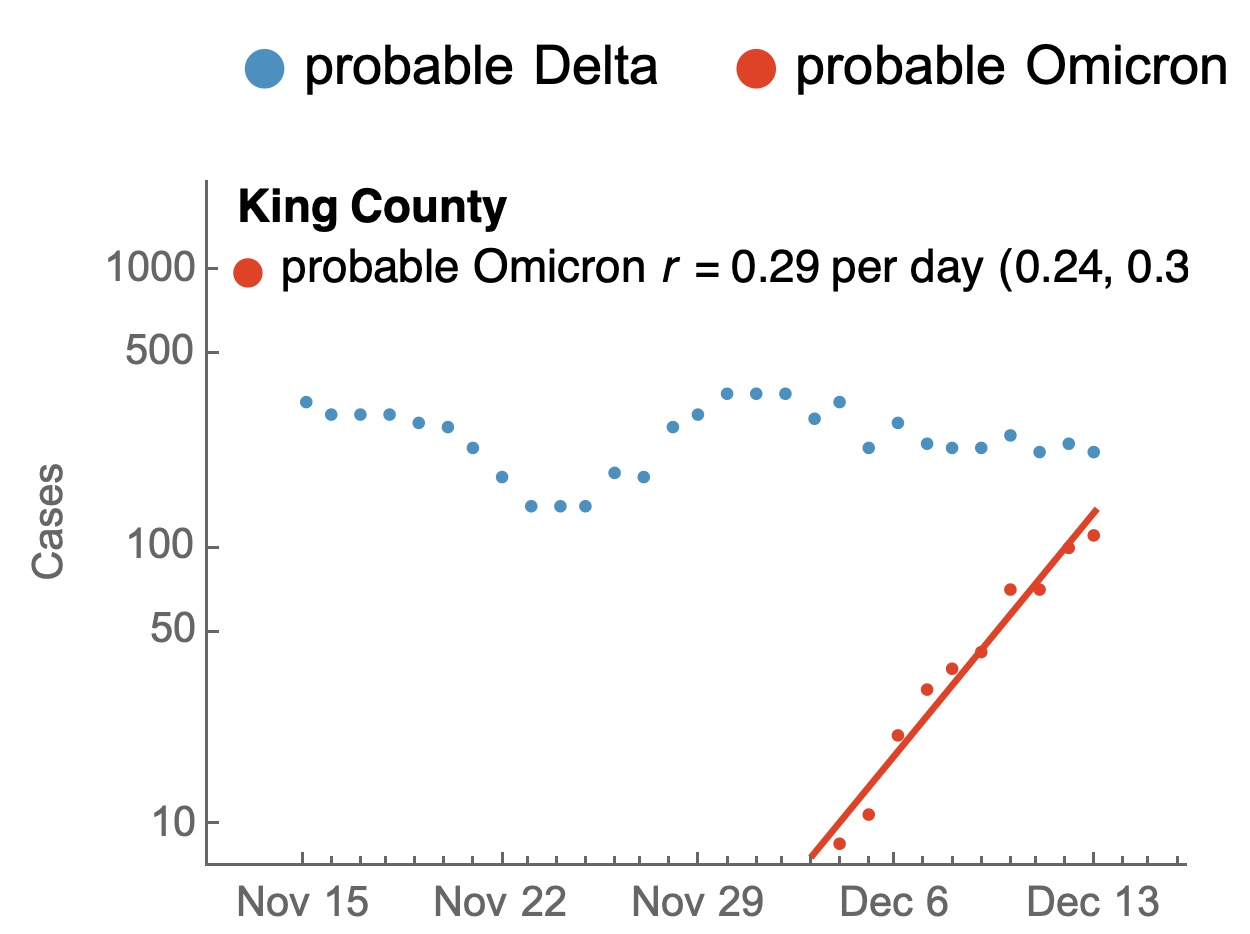 probable Delta probable Omicron
King County
probable Omicron r = 0.29 per day (0.24, 0.3
1000
500
100
50
10
Cases
Nov 15 Nov 22 Nov 29 Dec 6 Dec 13